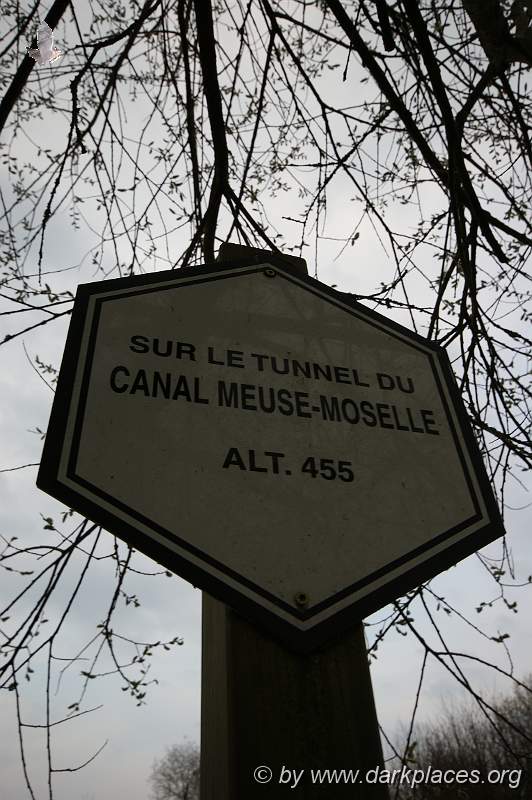 SUR LE TUNNEL DU
CANAL MEUSE-MOSELLE
ALT. 455
© by www.darkplaces.org